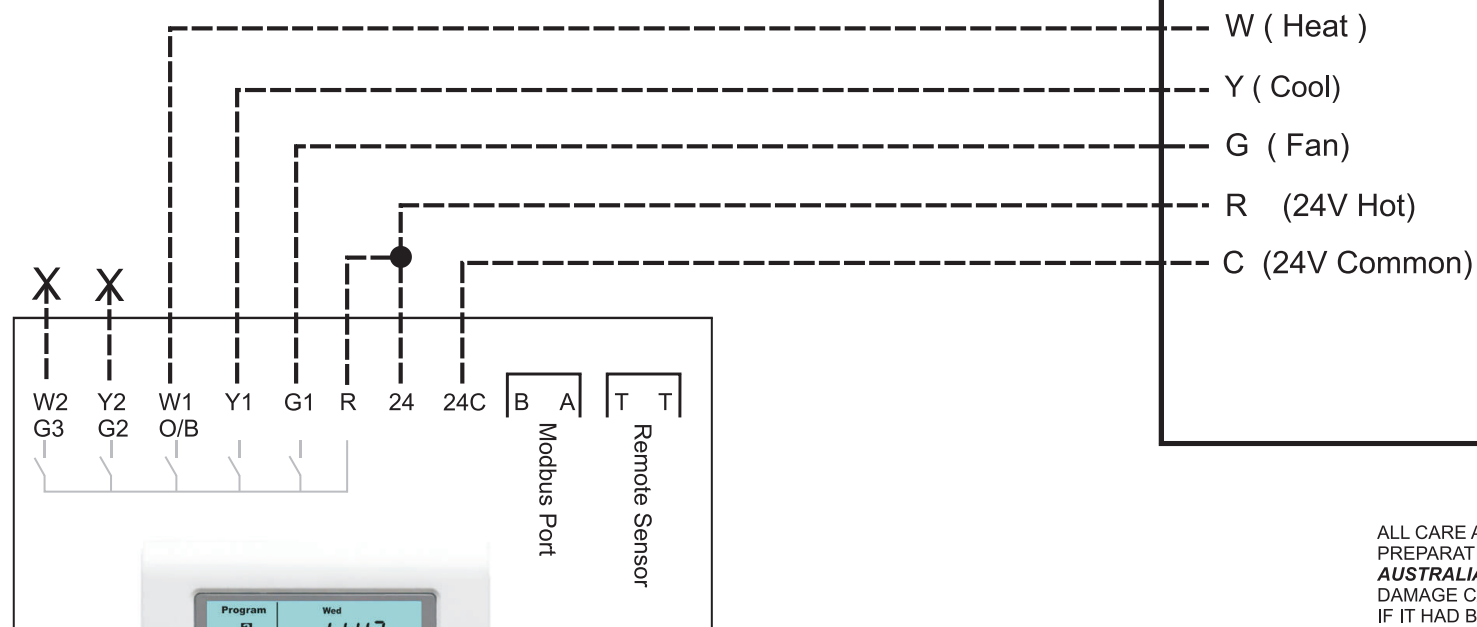 W ( Heat )
Y ( Cool)
G ( Fan)
R (24V Hot)
C (24V Common)
X X
W2 Y2 W1 Y1 G1 R 24 24C B A T T
G3 G2 O/B
Modbus Port
Remote Sensor
ALL CARE
PREPARAT
AUSTRALIA
DAMAGE C
IF IT HAD B
Program Wed